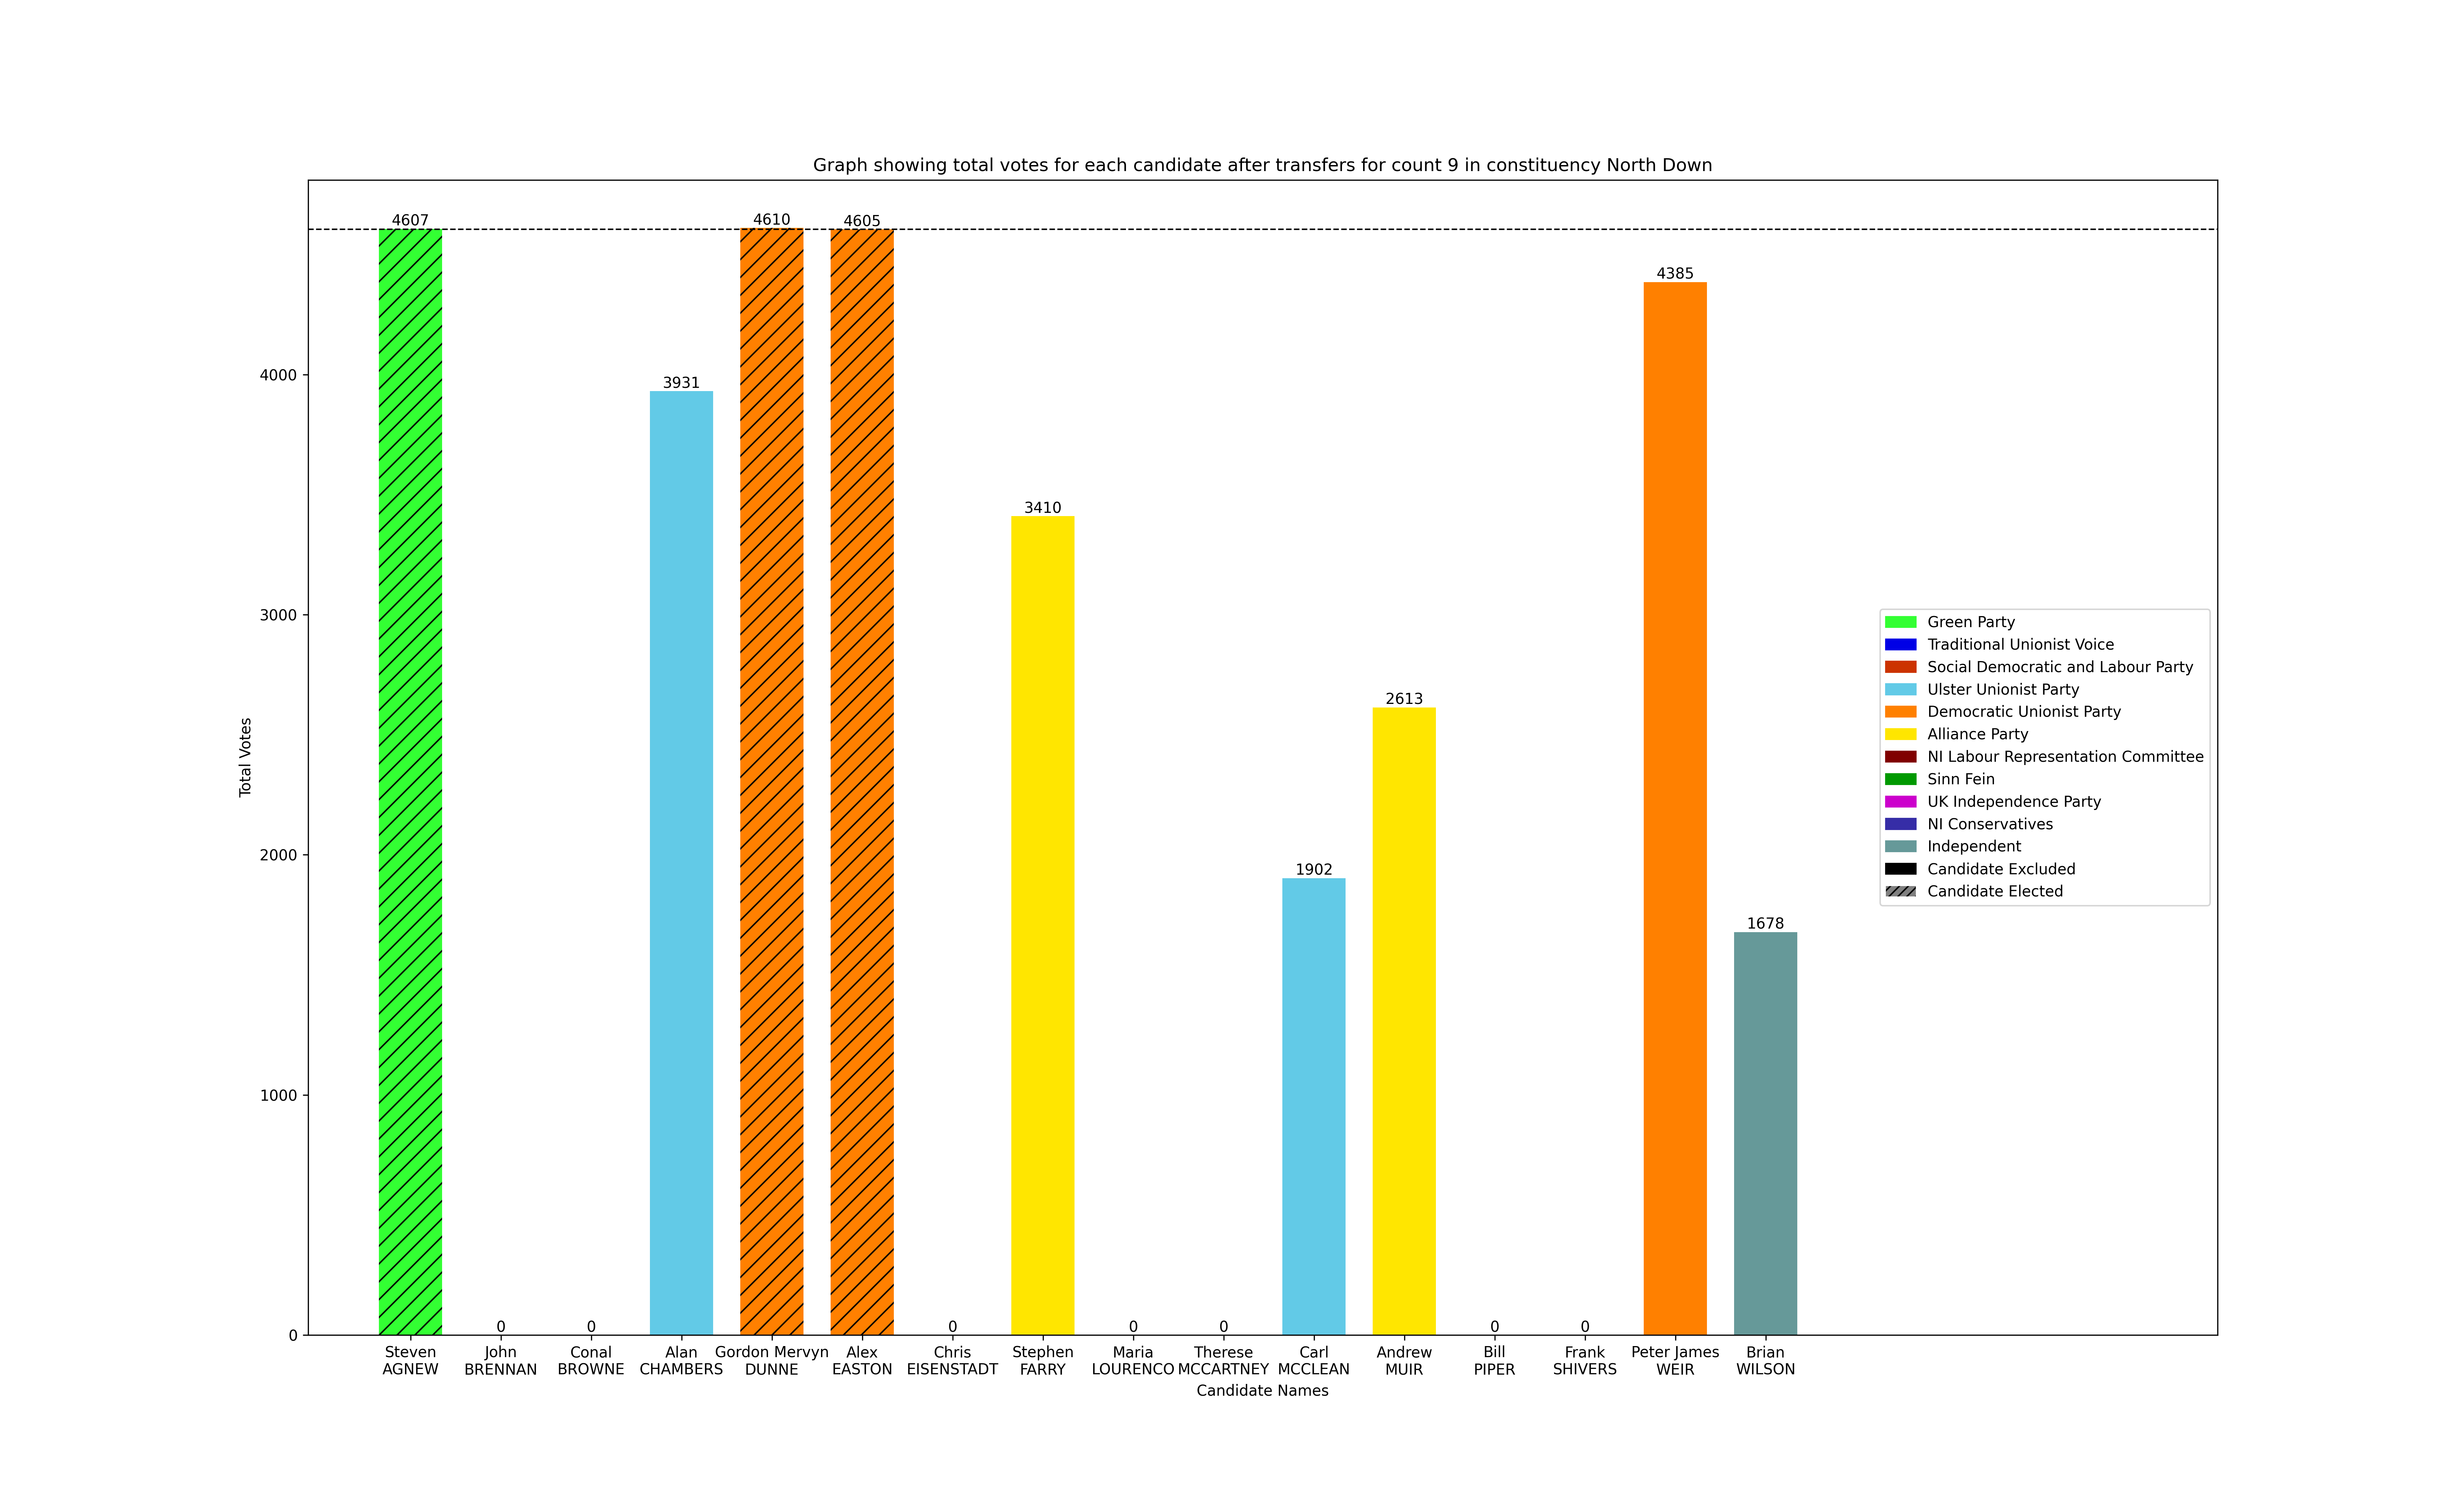 Graph showing total votes for each candidate after transfers for count 9 in constituency North Down
4607
4610
4605
4385
3931
3410
2613
1902
1678
0
0
0
0
0
0
0
Total Votes
4000
3000
2000
1000
0
Green Party
Traditional Unionist Voice
Social Democratic and Labour Party
Ulster Unionist Party
Democratic Unionist Party
Alliance Party
NI Labour Representation Committee
Sinn Fein
UK Independence Party
NI Conservatives
Independent
Candidate Excluded
Candidate Elected
Steven
AGNEW
John
BRENNAN
Conal
BROWNE
Alan
CHAMBERS
Gordon Mervyn
DUNNE
Alex
EASTON
Chris
EISENSTADT
Stephen
FARRY
Maria
LOURENCO
Therese
MCCARTNEY
Carl
MCCLEAN
Andrew
MUIR
Bill
PIPER
Frank
SHIVERS
Peter James
WEIR
Brian
WILSON
Candidate Names